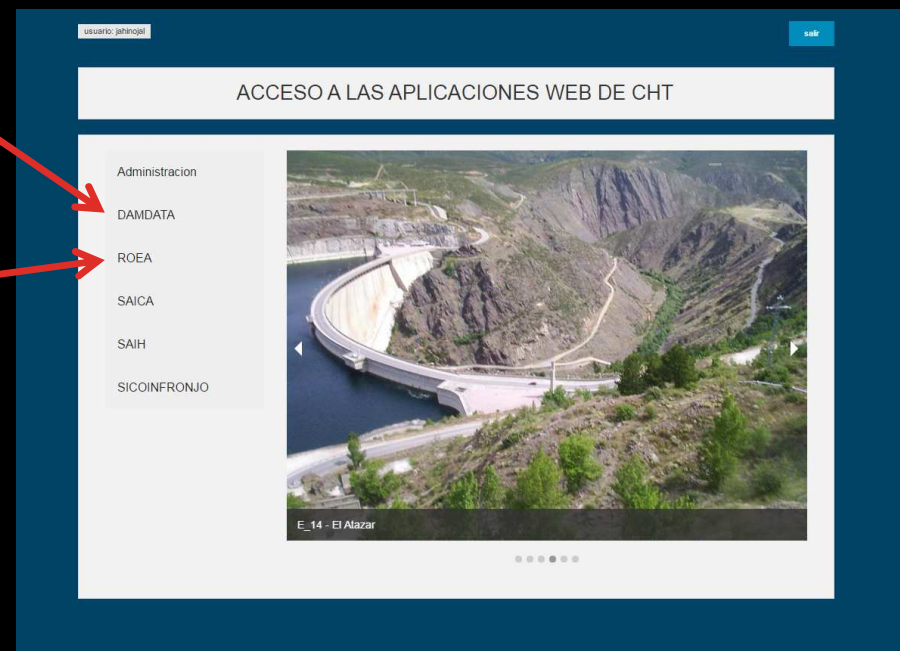 usuario: jahinojal
salir
ACCESO A LAS APLICACIONES WEB DE CHT
Administracion
DAMDATA
ROEA
SAICA
SAIH
SICOINFRONJO
E_14 - El Atazar